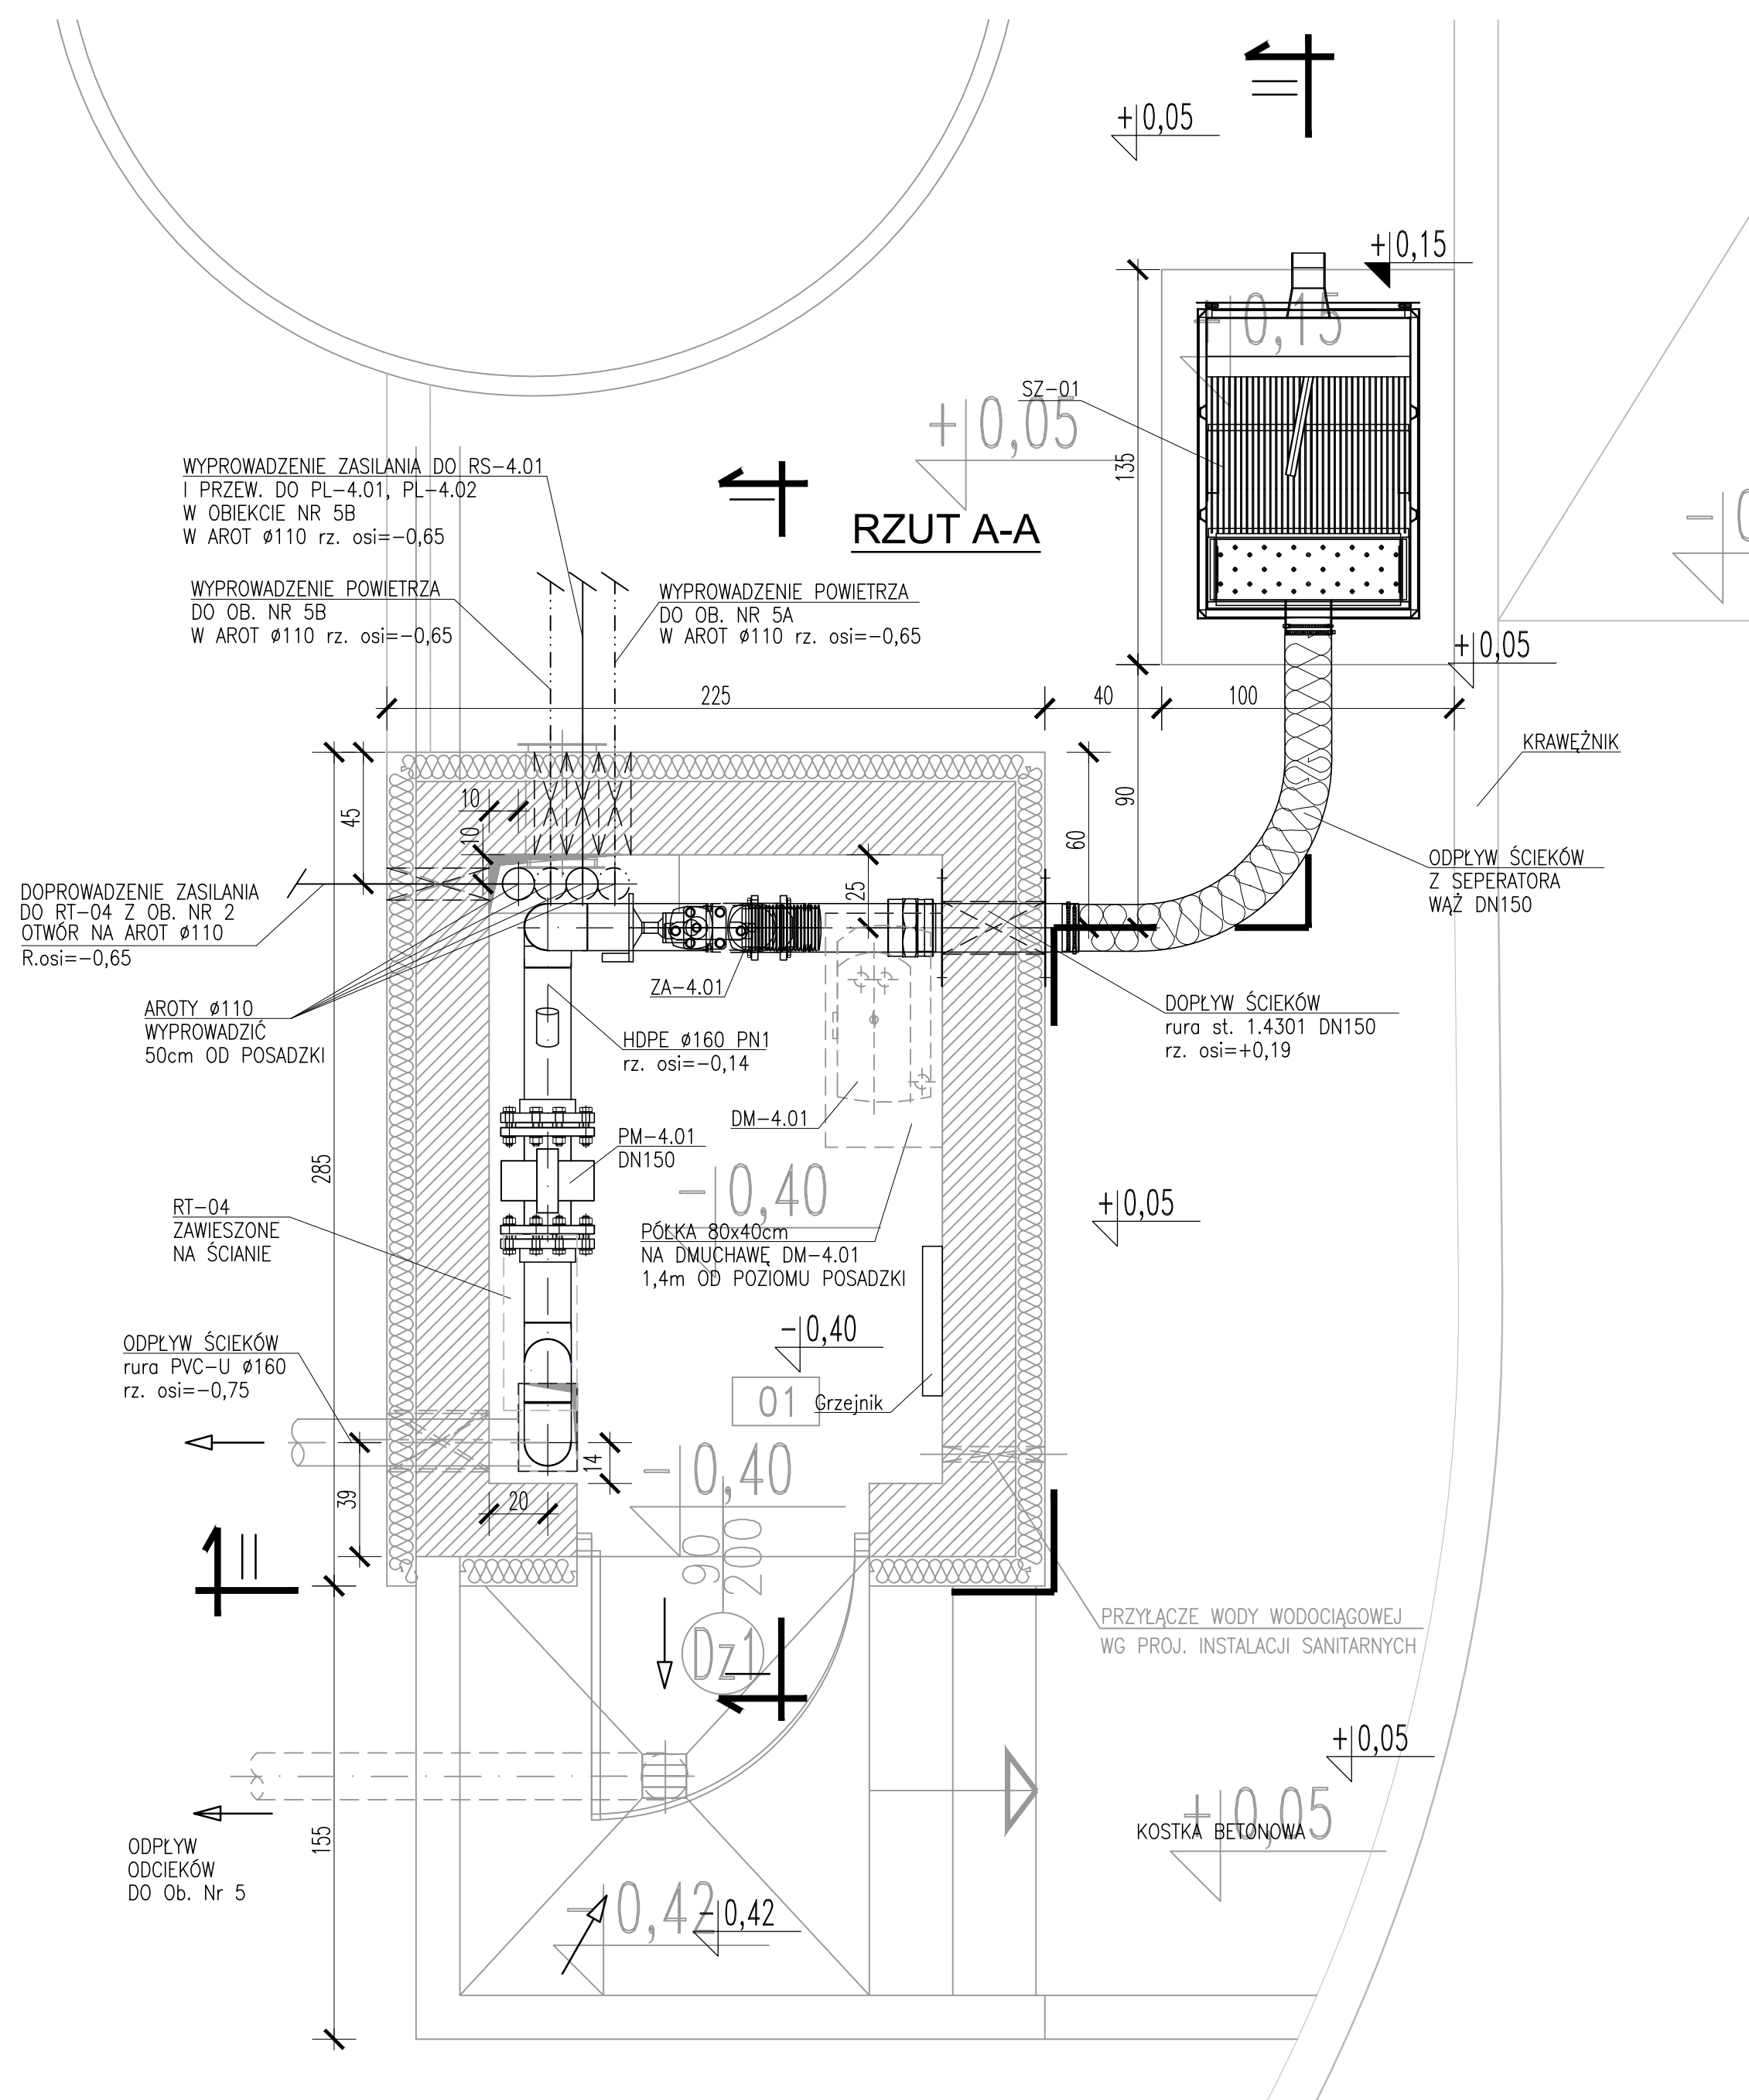 +0,05
+0,15
+0,15
SZ-01
+0,05
135
WYPROWADZENIE ZASILANIA DO RS-4.01
I PRZEW. DO PL-4.01, PL-4.02
W OBIEKCIE NR 5B
W AROT ø110 rz. osi=-0,65
RZUT A-A
WYPROWADZENIE POWIETRZA
DO OB. NR 5B
W AROT ø110 rz. osi=-0,65
WYPROWADZENIE POWIETRZA
DO OB. NR 5A
W AROT ø110 rz. osi=-0,65
+0,05
225
40
100
KRAWĘŻNIK
45
10
10
90
60
25
DOPROWADZENIE ZASILANIA
DO RT-04 Z OB. NR 2
OTWÓR NA AROT ø110
R.osi=-0,65
ODPŁYW ŚCIEKÓW
Z SEPERATORA
WĄŻ DN150
ZA-4.01
AROTY ø110
WYPROWADZIĆ
50cm OD POSADZKI
DOPŁYW ŚCIEKÓW
rura st. 1.4301 DN150
rz. osi=+0,19
HDPE ø160 PN1
rz. osi=-0,14
DM-4.01
PM-4.01
DN150
285
-0,40
RT-04
ZAWIESZONE
NA ŚCIANIE
+0,05
PÓŁKA 80x40cm
NA DMUCHAWĘ DM-4.01
1,4m OD POZIOMU POSADZKI
-0,40
ODPŁYW ŚCIEKÓW
rura PVC-U ø160
rz. osi=-0,75
01
Grzejnik
14
-0,40
39
20
90
200
PRZYŁĄCZE WODY WODOCIĄGOWEJ
WG PROJ. INSTALACJI SANITARNYCH
Dz1
+0,05
155
+0,05
KOSTKA BETONOWA
ODPŁYW
ODCIEKÓW
DO Ob. Nr 5
-0,42
-0,42